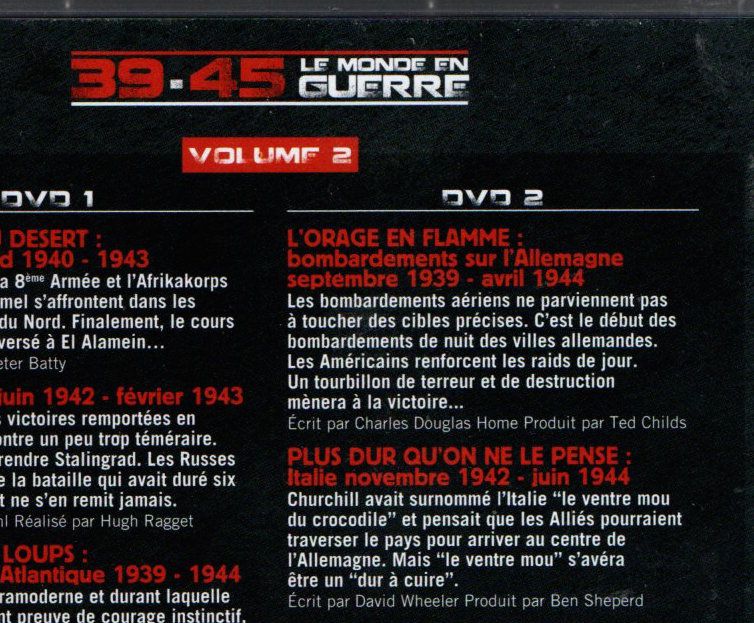 39-45 LE MONDE EN
GUERRE
VOLUME 2
DVD 1
DESERT :
1940 - 1943
a 8ème Armée et l'Afrikakorps
s'affrontent dans les
du Nord. Finalement, le cours
à El Alamein...
Batty
juin 1942 - février 1943
victoires remportées en
un peu trop téméraire.
Stalingrad. Les Russes
la bataille qui avait duré six
ne s'en remit jamais.
Réalisé par Hugh Ragget
LOUPS :
Atlantique 1939 - 1944
et durant laquelle
preuve de courage instinctif.
DVD 2
L'ORAGE EN FLAMME :
bombardements sur l'Allemagne
septembre 1939 - avril 1944
Les bombardements aériens ne parviennent pas
à toucher des cibles précises. C'est le début des
bombardements de nuit des villes allemandes.
Les Américains renforcent les raids de jour.
Un tourbillon de terreur et de destruction
mènera à la victoire...
Écrit par Charles Douglas Home Produit par Ted Childs
PLUS DUR QU'ON NE LE PENSE :
Italie novembre 1942 - juin 1944
Churchill avait surnommé l'Italie “le ventre mou
du crocodile” et pensait que les Alliés pourraient
traverser le pays pour arriver au centre de
l'Allemagne. Mais “le ventre mou” s'avéra
être un “dur à cuire”.
Écrit par David Wheeler Produit par Ben Sheperd